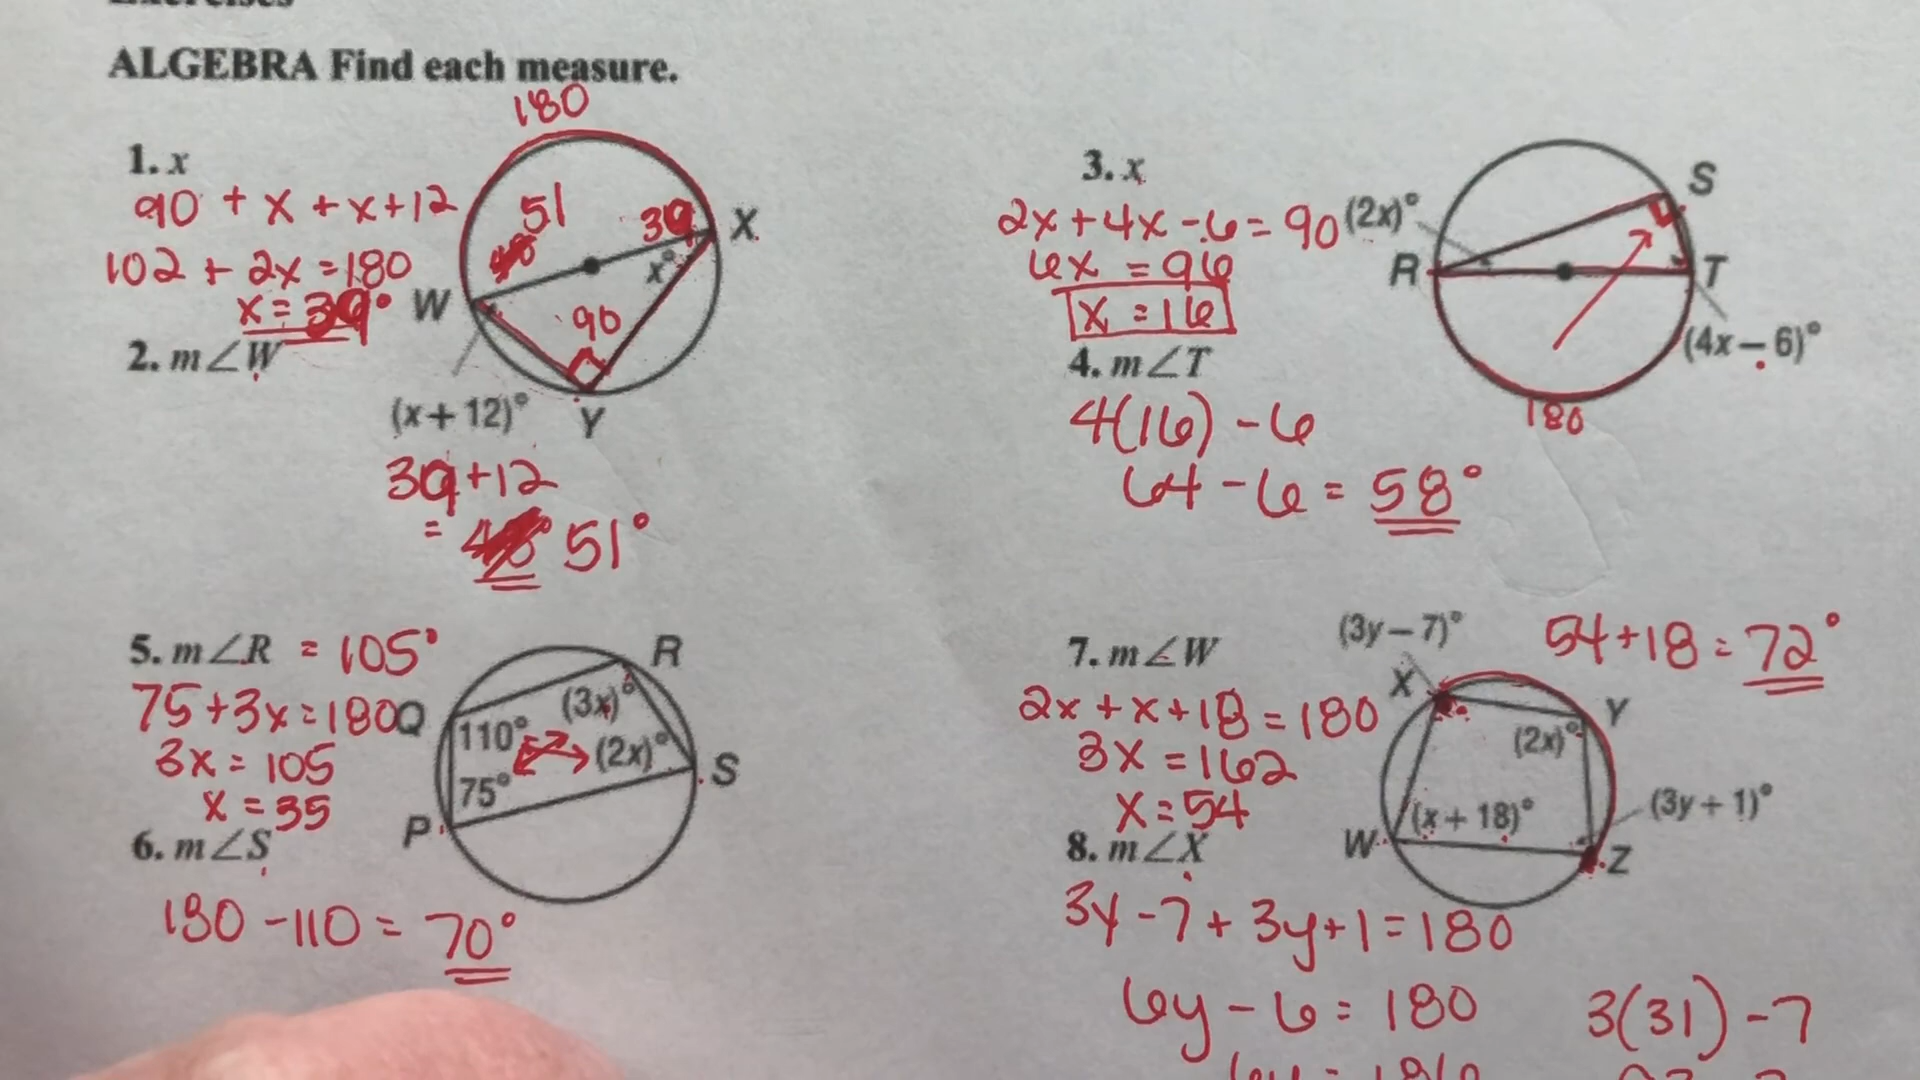 ALGEBRA Find each measure.
180
1. x
90 + x + x+12
102 + 2x = 180
x = 39°
51
39
X
x°
W
90
2. m∠W
(x + 12)°
Y
39+12
= 51°
3. x
2x+4x-6 = 90
6x = 96
x = 16
(2x)°
S
R
T
(4x – 6)°
180
4. m∠T
4(16) - 6
64 - 6 = 58°
5. m∠R = 105°
75+3x=180
3x = 105
x = 35
R
Q
(3x)°
110°
(2x)°
75°
S
P
6. m∠S
180 - 110 = 70°
7. m∠W
(3y – 7)°
54+18 = 72°
2x + x + 18 = 180
3x = 162
x = 54
X
Y
(2x)°
(x + 18)°
(3y + 1)°
W
Z
8. m∠X
3y-7 + 3y+1 = 180
6y - 6 = 180
3(31) - 7